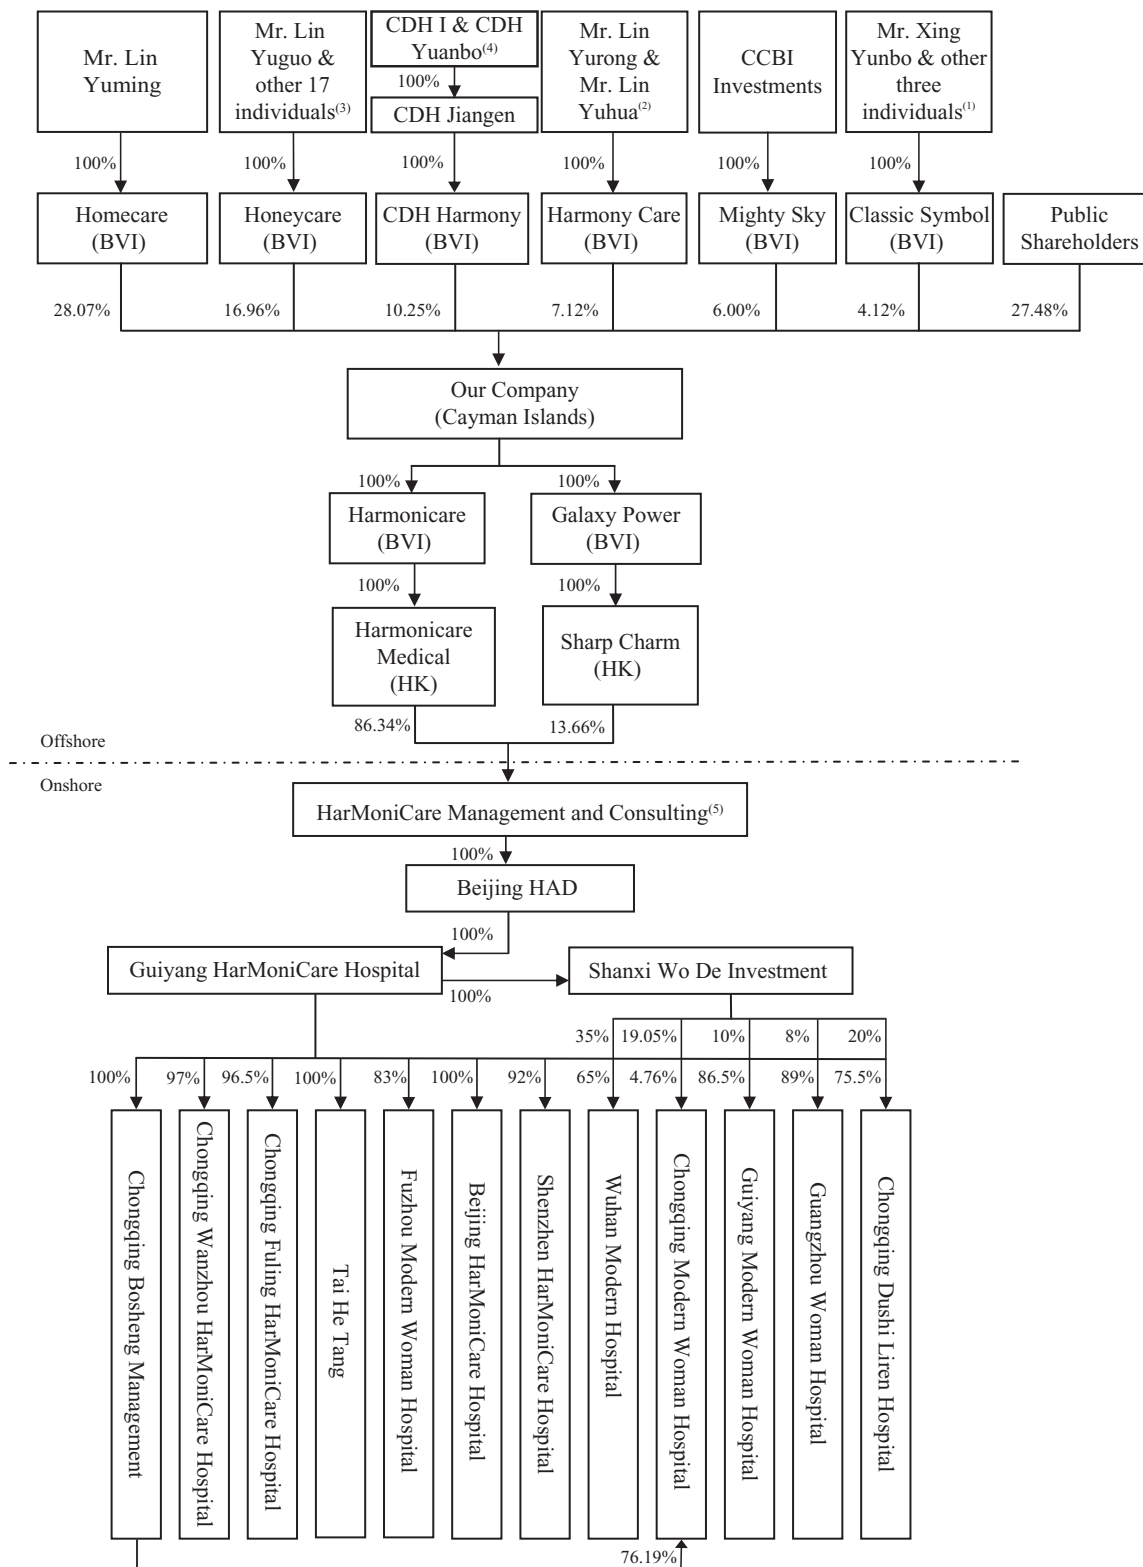 Mr. Lin
Yuming
Mr. Lin
Yuguo &
other 17
individuals(3)
CDH I & CDH
Yuanbo(4)
100%
CDH Jiangen
Mr. Lin
Yurong &
Mr. Lin
Yuhua(2)
CCBI
Investments
Mr. Xing
Yunbo & other
three
individuals(1)
100%
100%
100%
100%
100%
100%
Homecare
(BVI)
Honeycare
(BVI)
CDH Harmony
(BVI)
Harmony Care
(BVI)
Mighty Sky
(BVI)
Classic Symbol
(BVI)
Public
Shareholders
28.07%
16.96%
10.25%
7.12%
6.00%
4.12%
27.48%
Our Company
(Cayman Islands)
100%
100%
Harmonicare
(BVI)
Galaxy Power
(BVI)
100%
100%
Harmonicare
Medical
(HK)
Sharp Charm
(HK)
86.34%
13.66%
Offshore
Onshore
HarMoniCare Management and Consulting(5)
100%
Beijing HAD
100%
Guiyang HarMoniCare Hospital
100%
Shanxi Wo De Investment
35%
19.05%
10%
8%
20%
100%
97%
96.5%
100%
83%
100%
92%
65%
4.76%
86.5%
89%
75.5%
Chongqing Bosheng Management
Chongqing Wanzhou HarMoniCare Hospital
Chongqing Fuling HarMoniCare Hospital
Tai He Tang
Fuzhou Modern Woman Hospital
Beijing HarMoniCare Hospital
Shenzhen HarMoniCare Hospital
Wuhan Modern Hospital
Chongqing Modern Woman Hospital
Guiyang Modern Woman Hospital
Guangzhou Woman Hospital
Chongqing Dushi Liren Hospital
76.19%